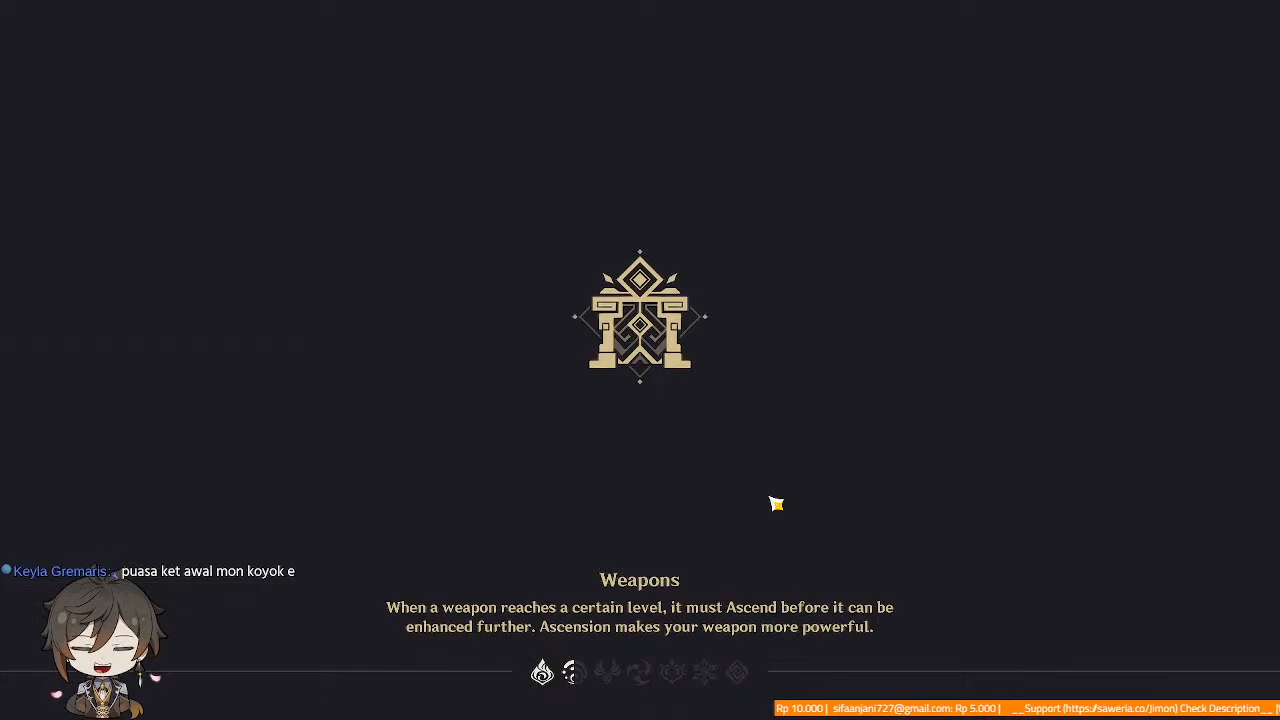 Keyla Gremaris: puasa ket awal mon koyok e
Weapons
When a weapon reaches a certain level, it must Ascend before it can be
enhanced further. Ascension makes your weapon more powerful.
Rp 10.000 | sifaanjani727@gmail.com: Rp 5.000 | __Support (https://saweria.co/Jimon) Check Description__